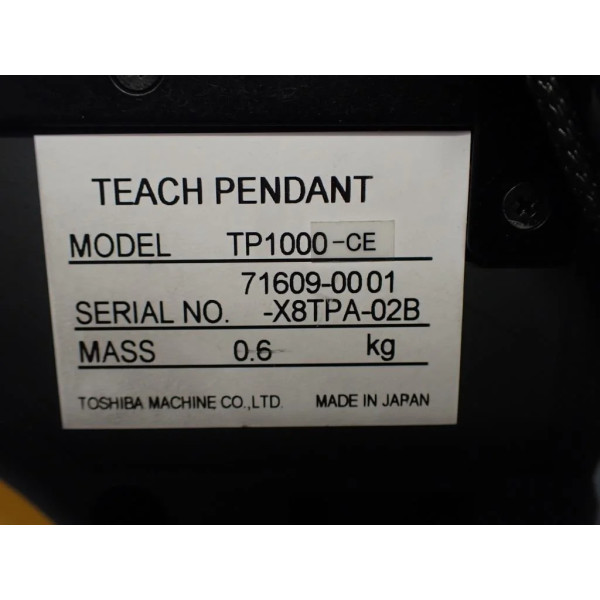 TEACH PENDANT
MODEL TP1000-CE
71609-0001
SERIAL NO. -X8TPA-02B
MASS 0.6 kg
TOSHIBA MACHINE CO.,LTD. MADE IN JAPAN